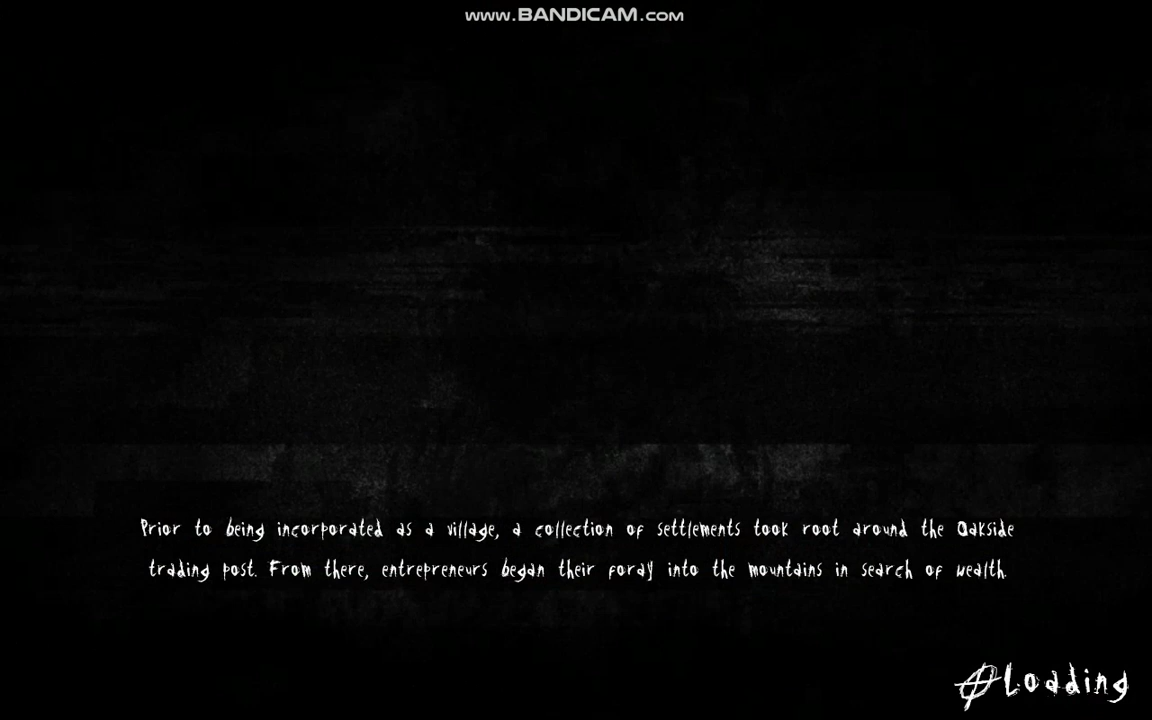 www.BANDICAM.com
Prior to being incorporated as a village, a collection of settlements took root around the Oakside
trading post. From there, entrepreneurs began their foray into the mountains in search of wealth.
Loading